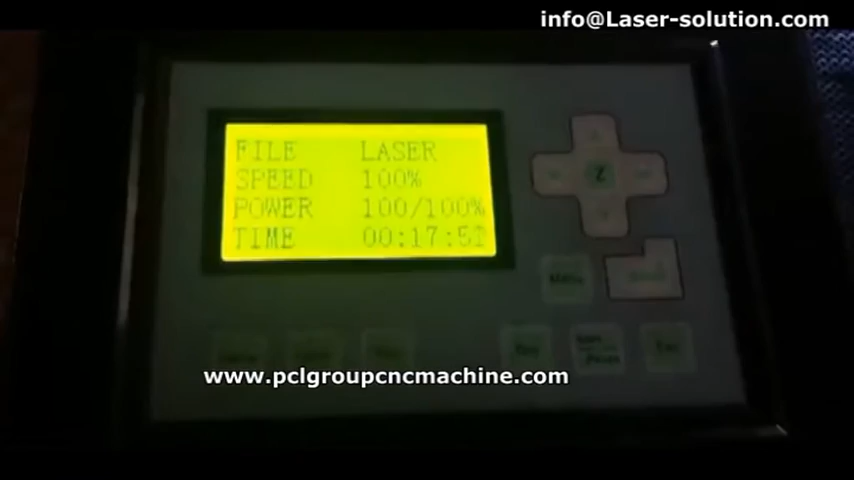 info@Laser-solution.com
FILE LASER
SPEED 100%
POWER 100/100%
TIME 00:17:51
Z
Menu
Esc
www.pclgroupcncmachine.com